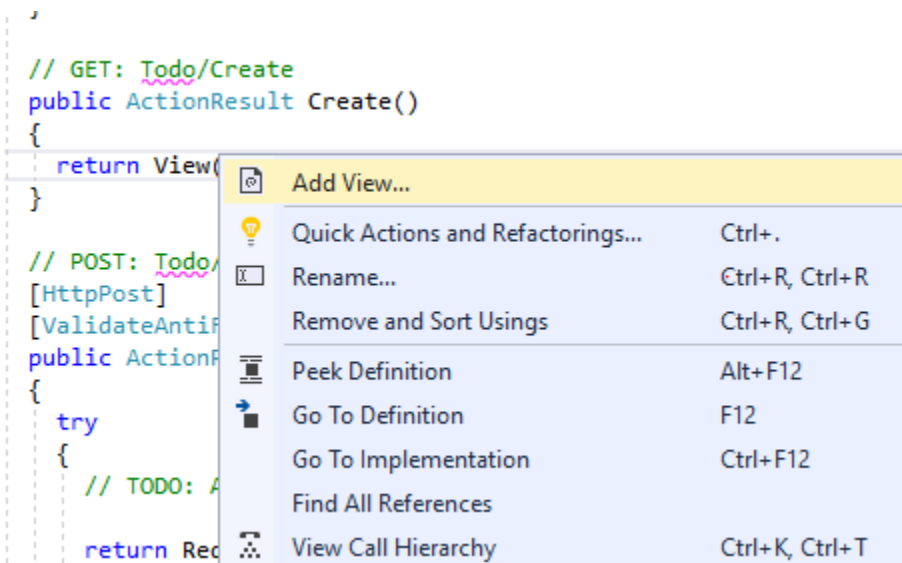 }
// GET: Todo/Create
public ActionResult Create()
{
return View(
}
// POST: Todo/
[HttpPost]
[ValidateAntiF
public ActionR
{
try
{
// TODO: A
return Red
Add View...
Quick Actions and Refactorings... Ctrl+.
Rename... Ctrl+R, Ctrl+R
Remove and Sort Usings Ctrl+R, Ctrl+G
Peek Definition Alt+F12
Go To Definition F12
Go To Implementation Ctrl+F12
Find All References
View Call Hierarchy Ctrl+K, Ctrl+T